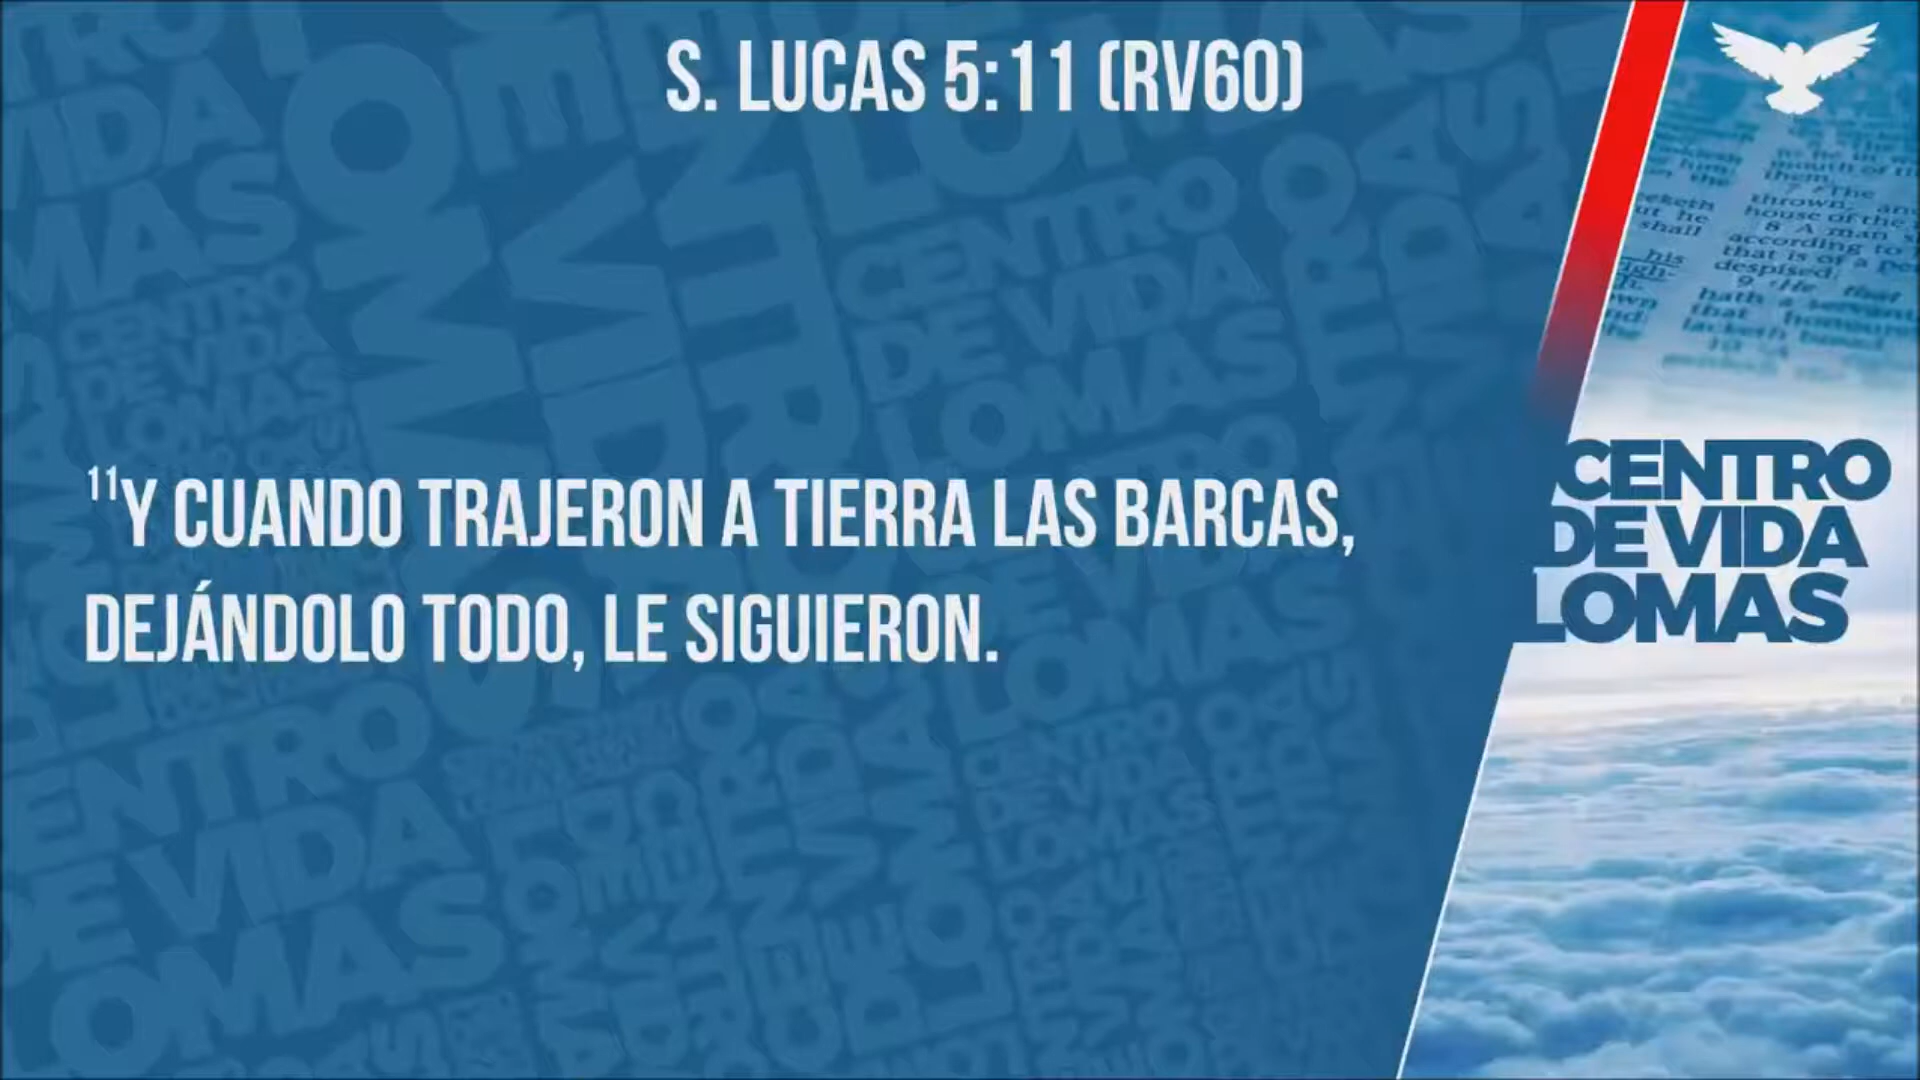 S. LUCAS 5:11 (RV60)
11Y CUANDO TRAJERON A TIERRA LAS BARCAS,
DEJÁNDOLO TODO, LE SIGUIERON.
CENTRO
DE VIDA
LOMAS